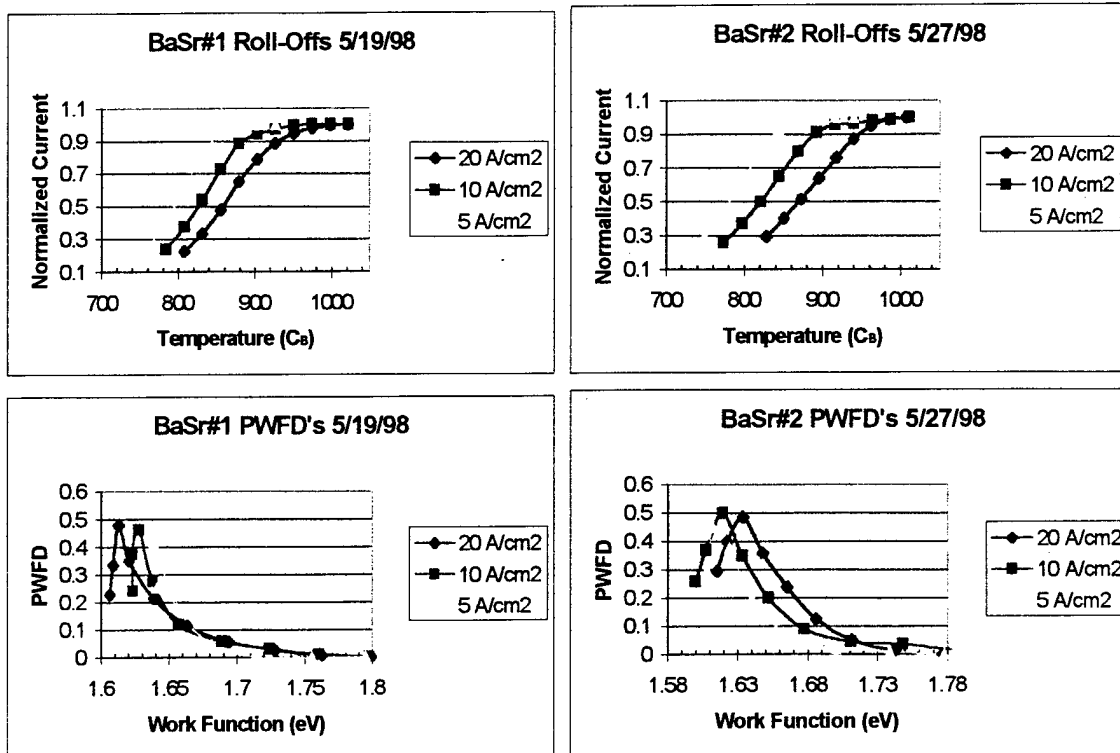 BaSr#1 Roll-Offs 5/19/98
Normalized Current
1.1
0.9
0.7
0.5
0.3
0.1
700
800
900
1000
Temperature (CB)
20 A/cm2
10 A/cm2
5 A/cm2
BaSr#2 Roll-Offs 5/27/98
Normalized Current
1.1
0.9
0.7
0.5
0.3
0.1
700
800
900
1000
Temperature (CB)
20 A/cm2
10 A/cm2
5 A/cm2
BaSr#1 PWFD's 5/19/98
PWFD
0.6
0.5
0.4
0.3
0.2
0.1
0
1.6
1.65
1.7
1.75
1.8
Work Function (eV)
20 A/cm2
10 A/cm2
5 A/cm2
BaSr#2 PWFD's 5/27/98
PWFD
0.6
0.5
0.4
0.3
0.2
0.1
0
1.58
1.63
1.68
1.73
1.78
Work Function (eV)
20 A/cm2
10 A/cm2
5 A/cm2